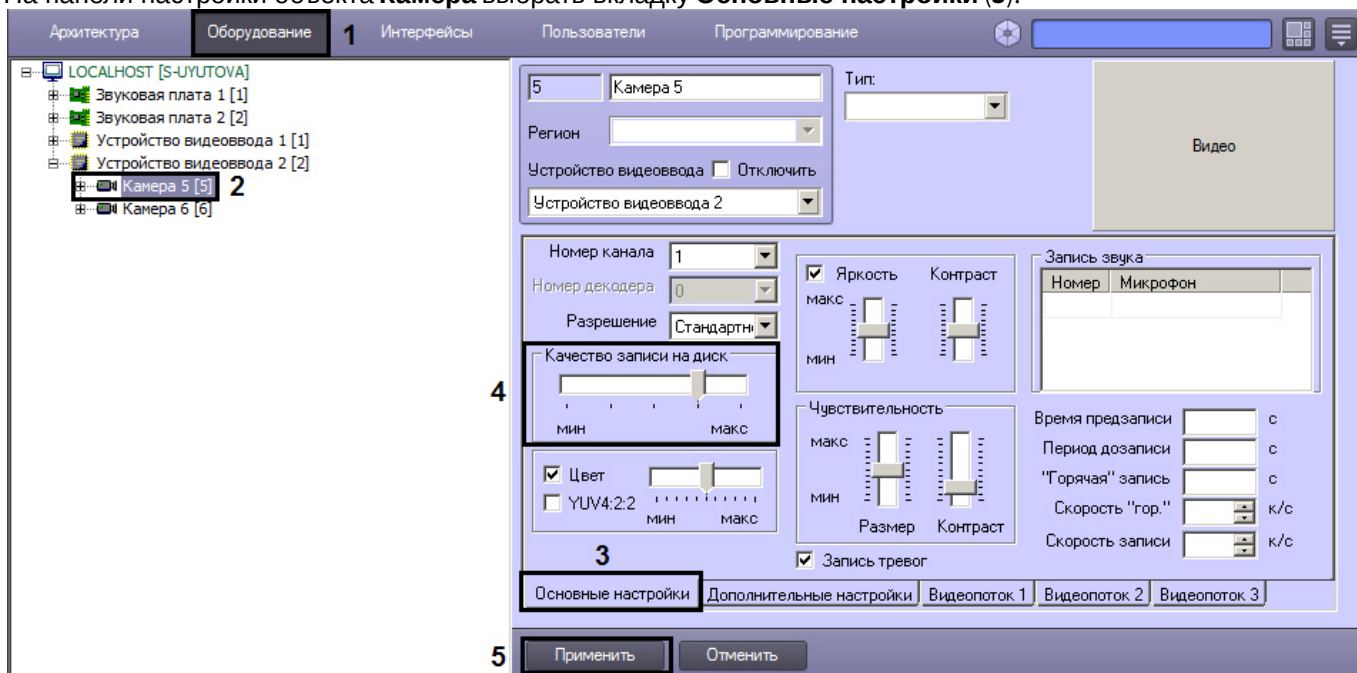 На панели настройки объекта Камера выбрать вкладку Основные настройки (3).
Архитектура Оборудование 1 Интерфейсы Пользователи Программирование
LOCALHOST [S-UYUTOVA]
Звуковая плата 1 [1]
Звуковая плата 2 [2]
Устройство видеоввода 1 [1]
Устройство видеоввода 2 [2]
Камера 5 [5] 2
Камера 6 [6]
5 Камера 5
Тип:
Регион
Устройство видеоввода Отключить
Устройство видеоввода 2
Видео
Номер канала 1
Номер декодера 0
Разрешение Стандартн
Качество записи на диск
4
мин макс
Цвет
YUV4:2:2
мин макс
3
Яркость Контраст
макс
мин
Чувствительность
макс
мин
Размер Контраст
Запись тревог
Запись звука
Номер Микрофон
Время предзаписи с
Период дозаписи с
"Горячая" запись с
Скорость "гор." к/с
Скорость записи к/с
Основные настройки Дополнительные настройки Видеопоток 1 Видеопоток 2 Видеопоток 3
5 Применить Отменить